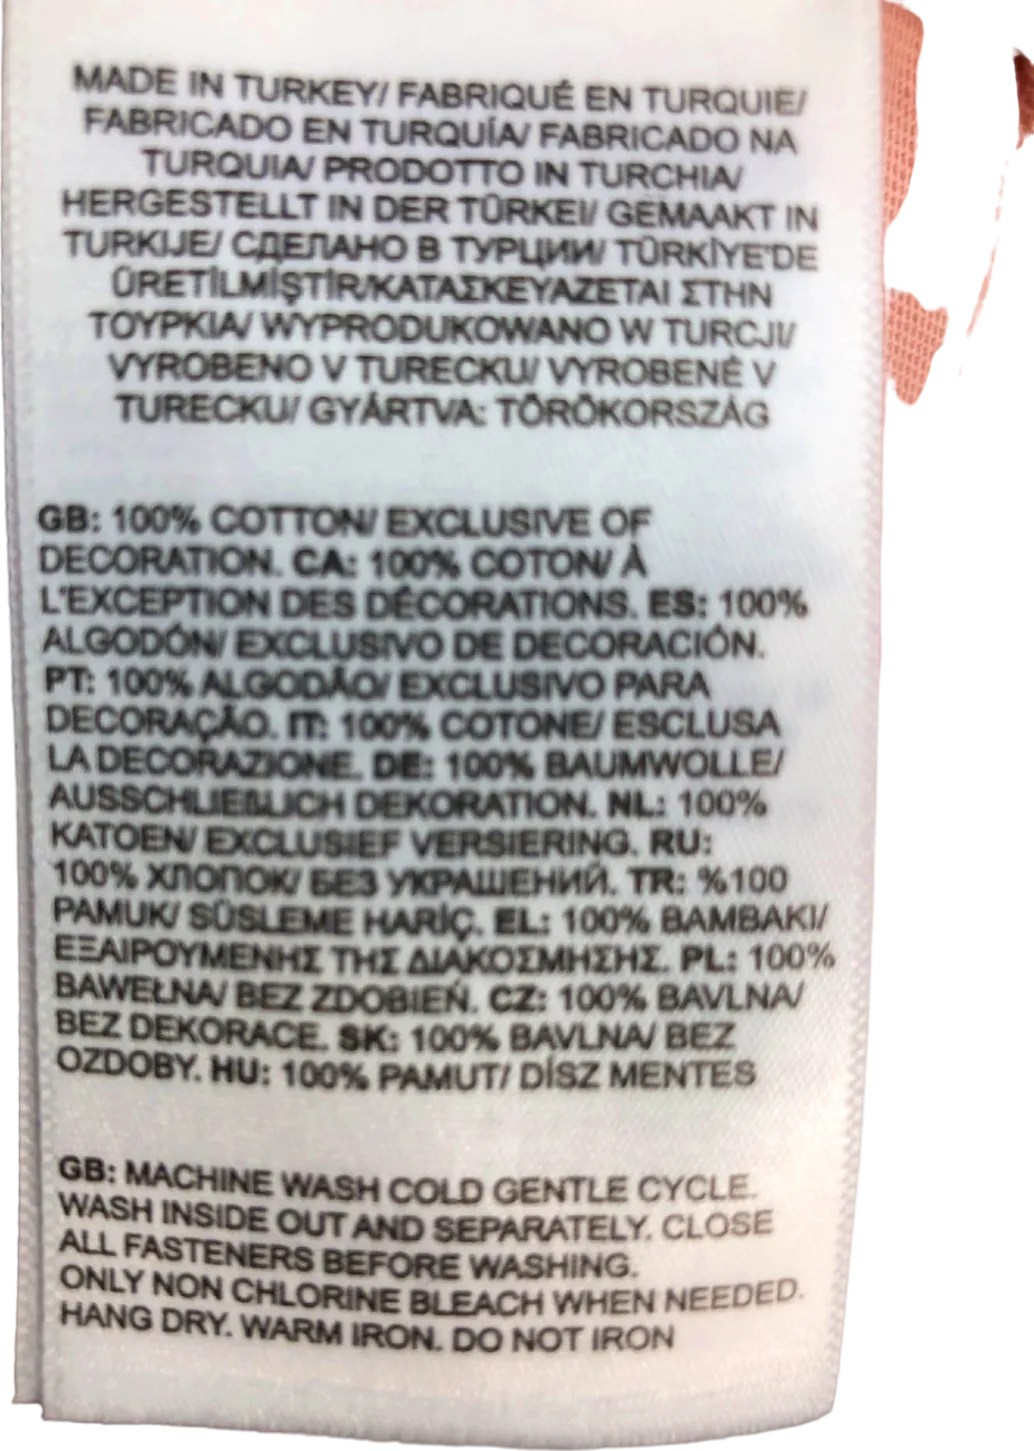 MADE IN TURKEY/ FABRIQUÉ EN TURQUIE/
FABRICADO EN TURQUÍA/ FABRICADO NA
TURQUIA/ PRODOTTO IN TURCHIA/
HERGESTELLT IN DER TÜRKEI/ GEMAAKT IN
TURKIJE/ СДЕЛАНО В ТУРЦИИ/ TÜRKİYE'DE
ÜRETİLMİŞTİR/ΚΑΤΑΣΚΕΥΑΖΕΤΑΙ ΣΤΗΝ
ΤΟΥΡΚΙΑ/ WYPRODUKOWANO W TURCJI/
VYROBENO V TURECKU/ VYROBENÉ V
TURECKU/ GYÁRTVA: TÖRÖKORSZÁG
GB: 100% COTTON/ EXCLUSIVE OF
DECORATION. CA: 100% COTON/ À
L'EXCEPTION DES DÉCORATIONS. ES: 100%
ALGODÓN/ EXCLUSIVO DE DECORACIÓN.
PT: 100% ALGODÃO/ EXCLUSIVO PARA
DECORAÇÃO. IT: 100% COTONE/ ESCLUSA
LA DECORAZIONE. DE: 100% BAUMWOLLE/
AUSSCHLIEßLICH DEKORATION. NL: 100%
KATOEN/ EXCLUSIEF VERSIERING. RU:
100% ХЛОПОК/ БЕЗ УКРАШЕНИЙ. TR: %100
PAMUK/ SÜSLEME HARİÇ. EL: 100% ΒΑΜΒΑΚΙ/
ΕΞΑΙΡΟΥΜΕΝΗΣ ΤΗΣ ΔΙΑΚΟΣΜΗΣΗΣ. PL: 100%
BAWEŁNA/ BEZ ZDOBIEŃ. CZ: 100% BAVLNA/
BEZ DEKORACE. SK: 100% BAVLNA/ BEZ
OZDOBY. HU: 100% PAMUT/ DÍSZ MENTES
GB: MACHINE WASH COLD GENTLE CYCLE.
WASH INSIDE OUT AND SEPARATELY. CLOSE
ALL FASTENERS BEFORE WASHING.
ONLY NON CHLORINE BLEACH WHEN NEEDED.
HANG DRY. WARM IRON. DO NOT IRON